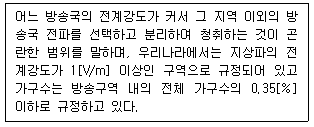 어느 방송국의 전계강도가 커서 그 지역 이외의 방
송국 전파를 선택하고 분리하여 청취하는 것이 곤
란한 범위를 말하며, 우리나라에서는 지상파의 전
계강도가 1[V/m] 이상인 구역으로 규정되어 있고
가구수는 방송구역 내의 전체 가구수의 0.35[%]
이하로 규정하고 있다.